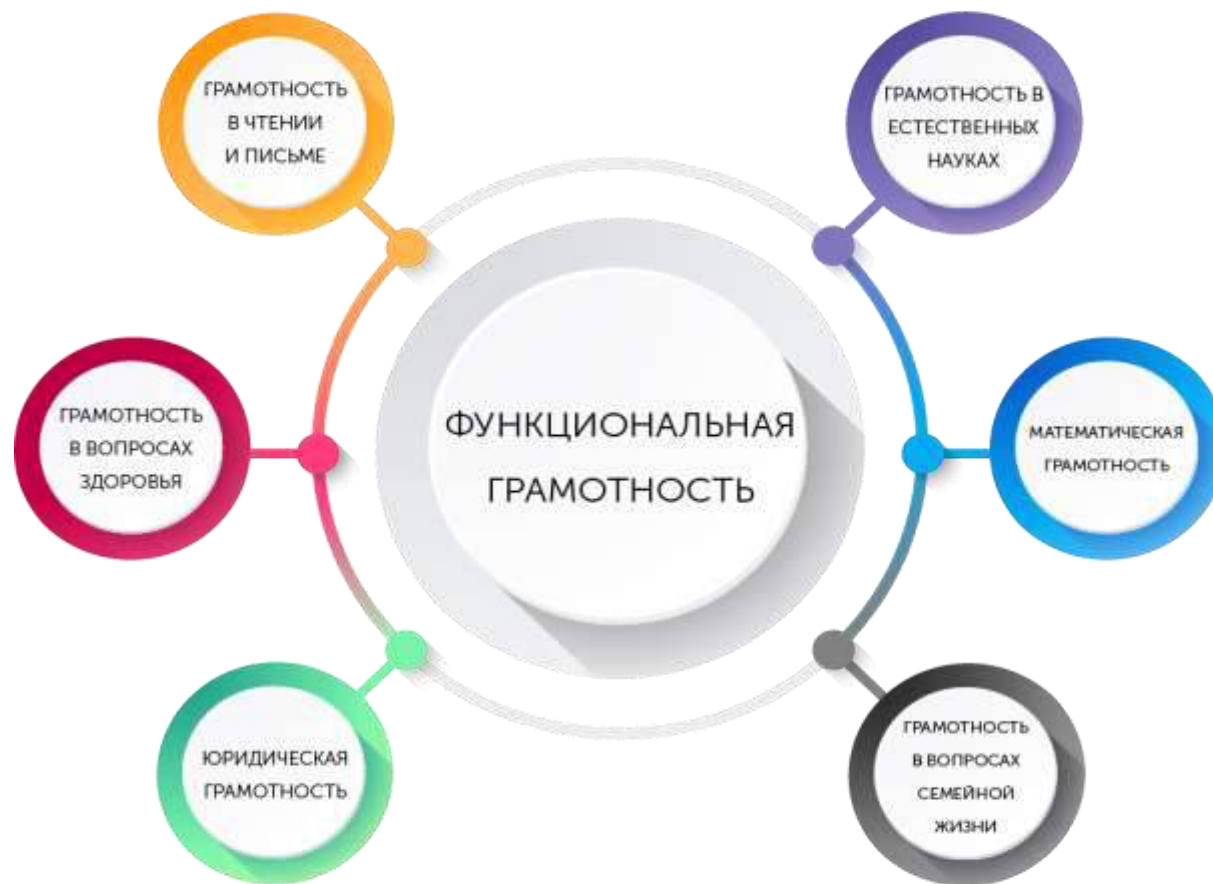 ГРАМОТНОСТЬ
В ЧТЕНИИ
И ПИСЬМЕ
ГРАМОТНОСТЬ В
ЕСТЕСТВЕННЫХ
НАУКАХ
ГРАМОТНОСТЬ
В ВОПРОСАХ
ЗДОРОВЬЯ
ФУНКЦИОНАЛЬНАЯ
ГРАМОТНОСТЬ
МАТЕМАТИЧЕСКАЯ
ГРАМОТНОСТЬ
ЮРИДИЧЕСКАЯ
ГРАМОТНОСТЬ
ГРАМОТНОСТЬ
В ВОПРОСАХ
СЕМЕЙНОЙ
ЖИЗНИ